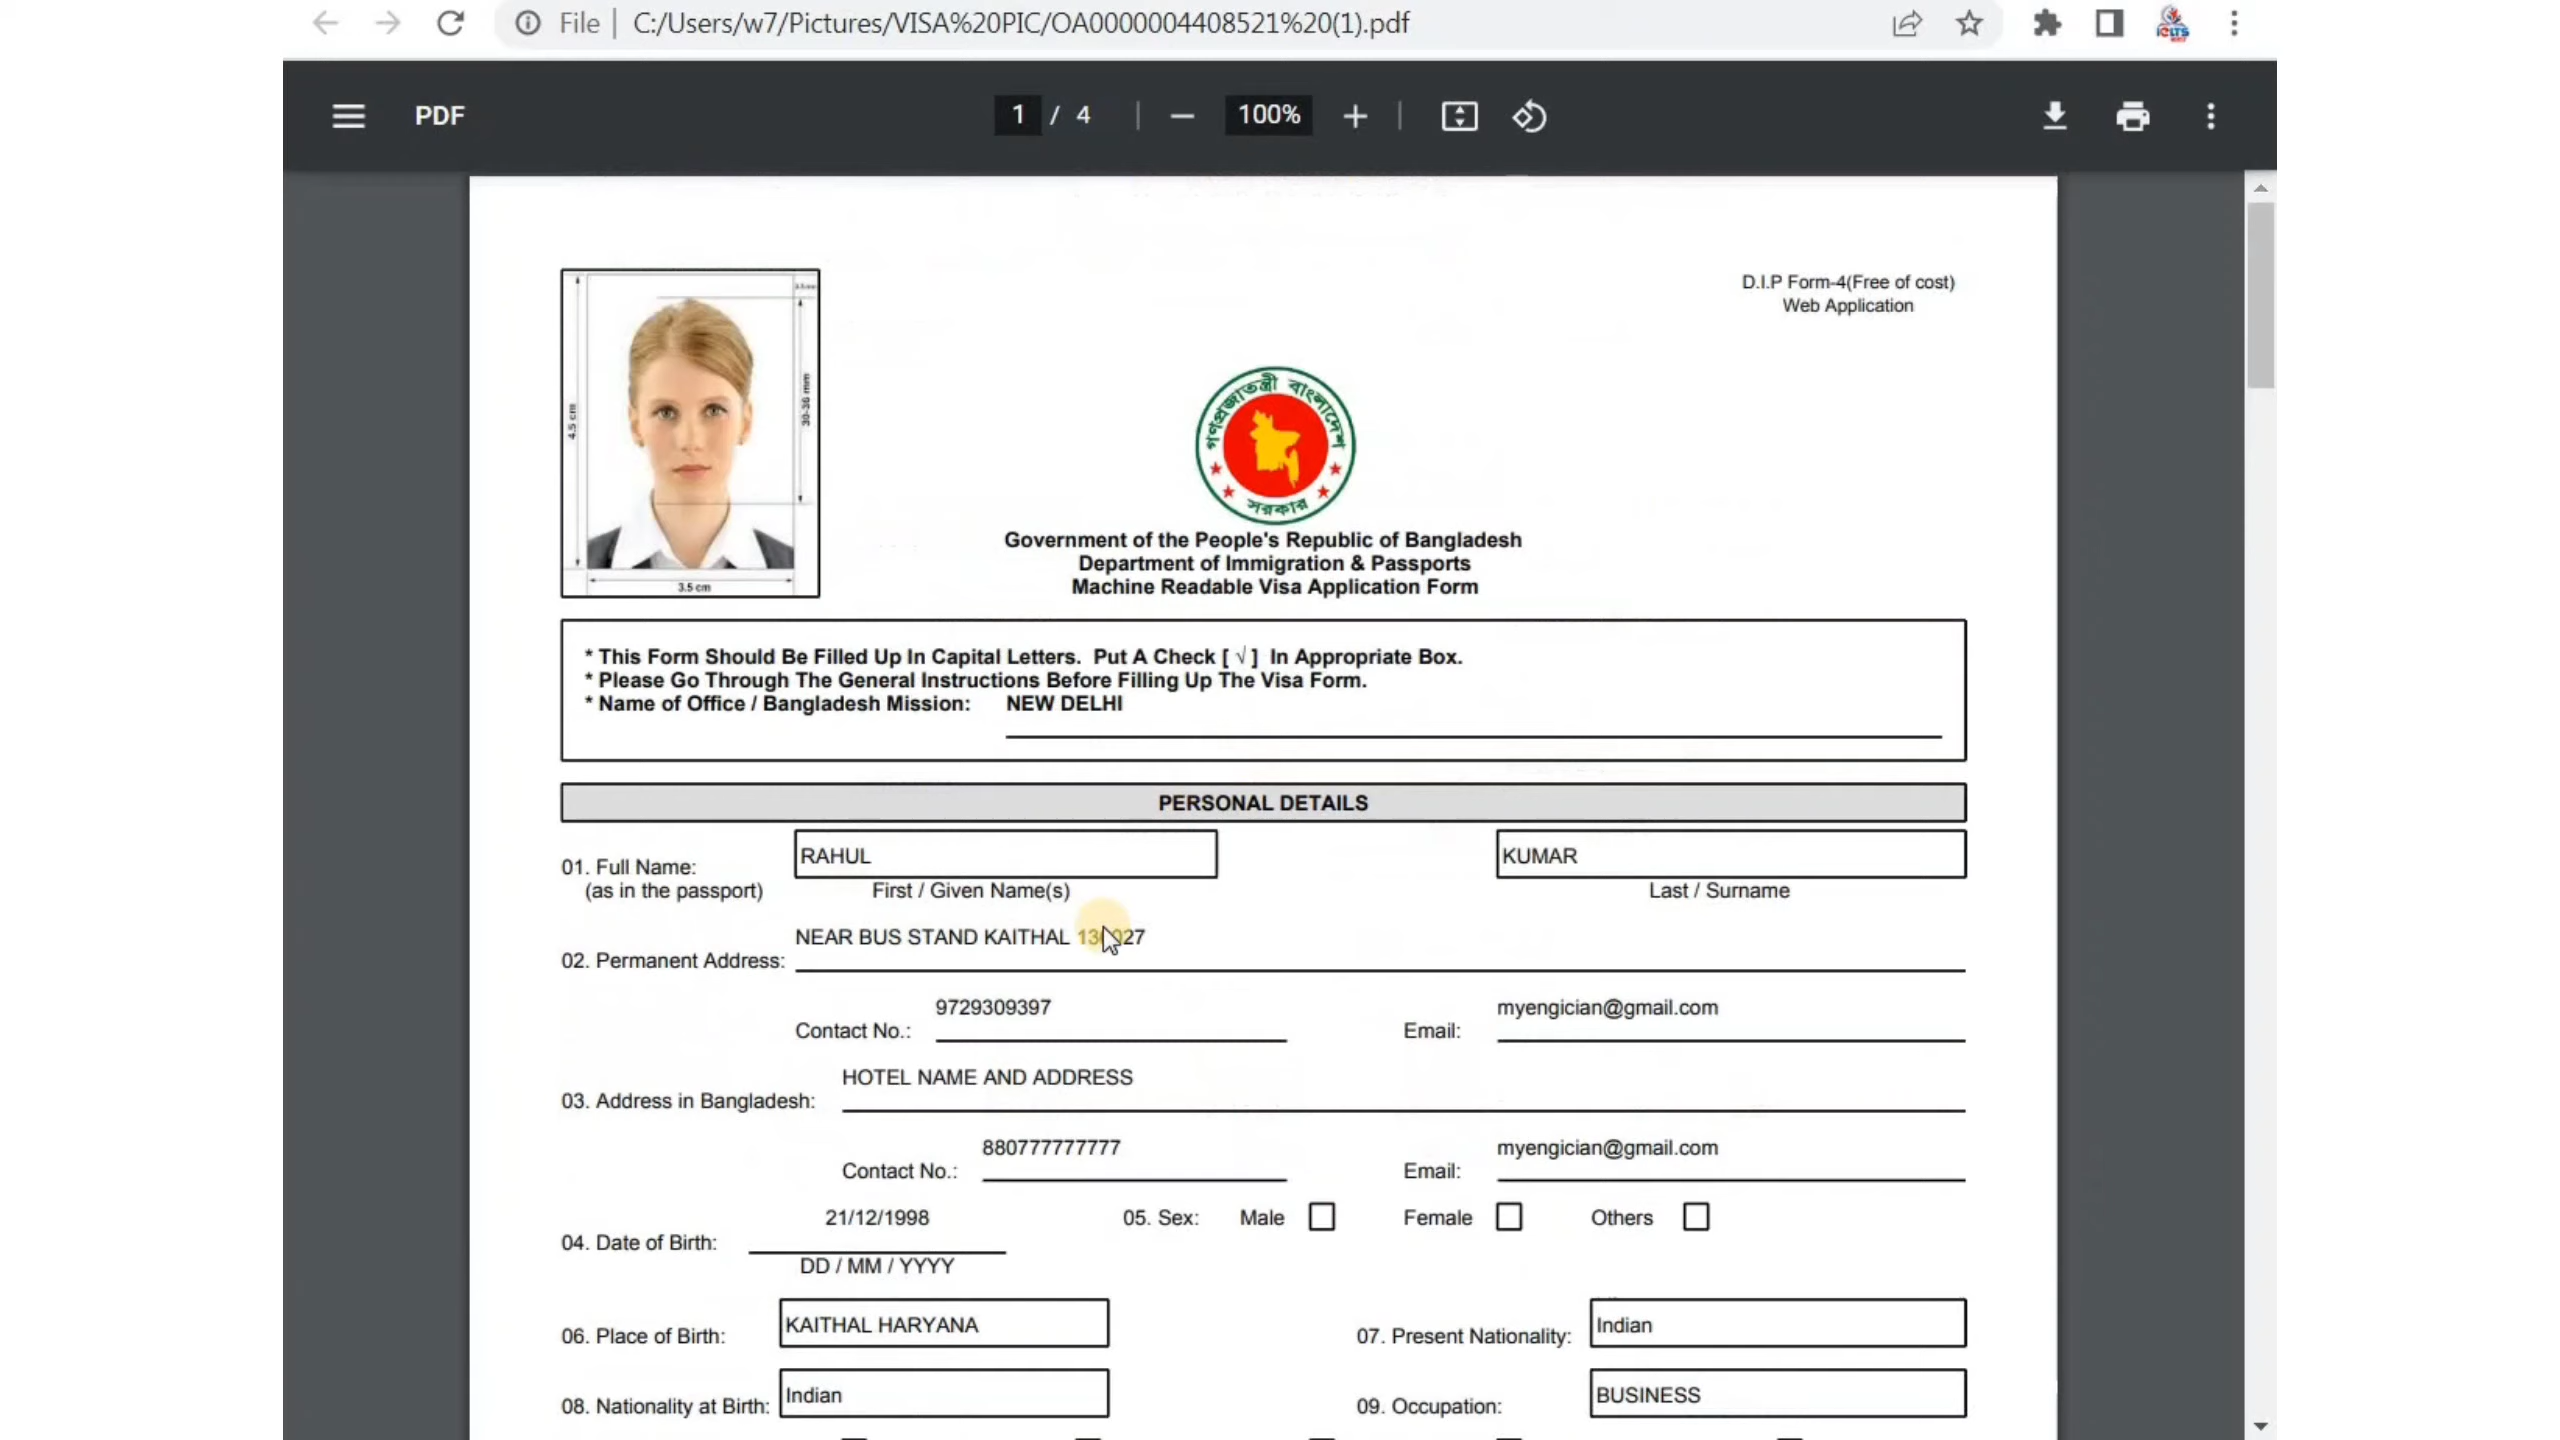 File | C:/Users/w7/Pictures/VISA%20PIC/OA0000004408521%20(1).pdf
PDF
1 / 4
100%
D.I.P Form-4(Free of cost)
Web Application
4.5 cm
30-36 mm
3.5 cm
গণপ্রজাতন্ত্রী বাংলাদেশ
সরকার
Government of the People's Republic of Bangladesh
Department of Immigration & Passports
Machine Readable Visa Application Form
* This Form Should Be Filled Up In Capital Letters. Put A Check [ √ ] In Appropriate Box.
* Please Go Through The General Instructions Before Filling Up The Visa Form.
* Name of Office / Bangladesh Mission: NEW DELHI
PERSONAL DETAILS
01. Full Name: RAHUL KUMAR
(as in the passport) First / Given Name(s) Last / Surname
NEAR BUS STAND KAITHAL
02. Permanent Address:
9729309397 myengician@gmail.com
Contact No.: Email:
HOTEL NAME AND ADDRESS
03. Address in Bangladesh:
880777777777 myengician@gmail.com
Contact No.: Email:
21/12/1998 05. Sex: Male Female Others
04. Date of Birth:
DD / MM / YYYY
06. Place of Birth: KAITHAL HARYANA 07. Present Nationality: Indian
08. Nationality at Birth: Indian 09. Occupation: BUSINESS